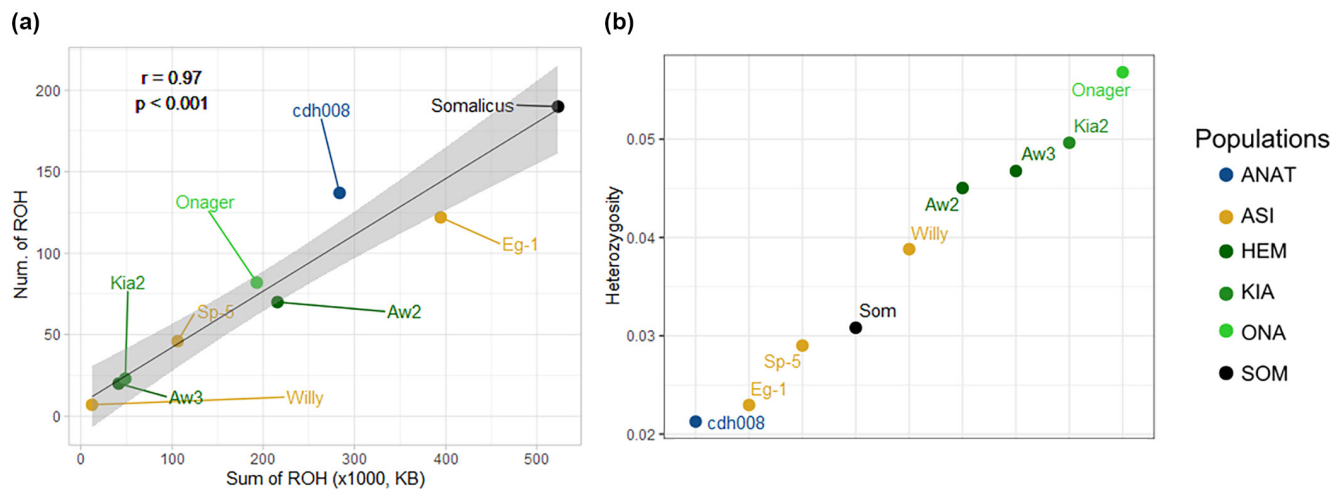 (a)
r = 0.97
p < 0.001
Num. of ROH
200
150
100
50
0
cdh008
Somalicus
Onager
Eg-1
Kia2
Sp-5
Aw2
Aw3
Willy
0 100 200 300 400 500
Sum of ROH (x1000, KB)
(b)
Heterozygosity
0.05
0.04
0.03
0.02
Onager
Kia2
Aw3
Aw2
Willy
Som
Sp-5
Eg-1
cdh008
Populations
ANAT
ASI
HEM
KIA
ONA
SOM